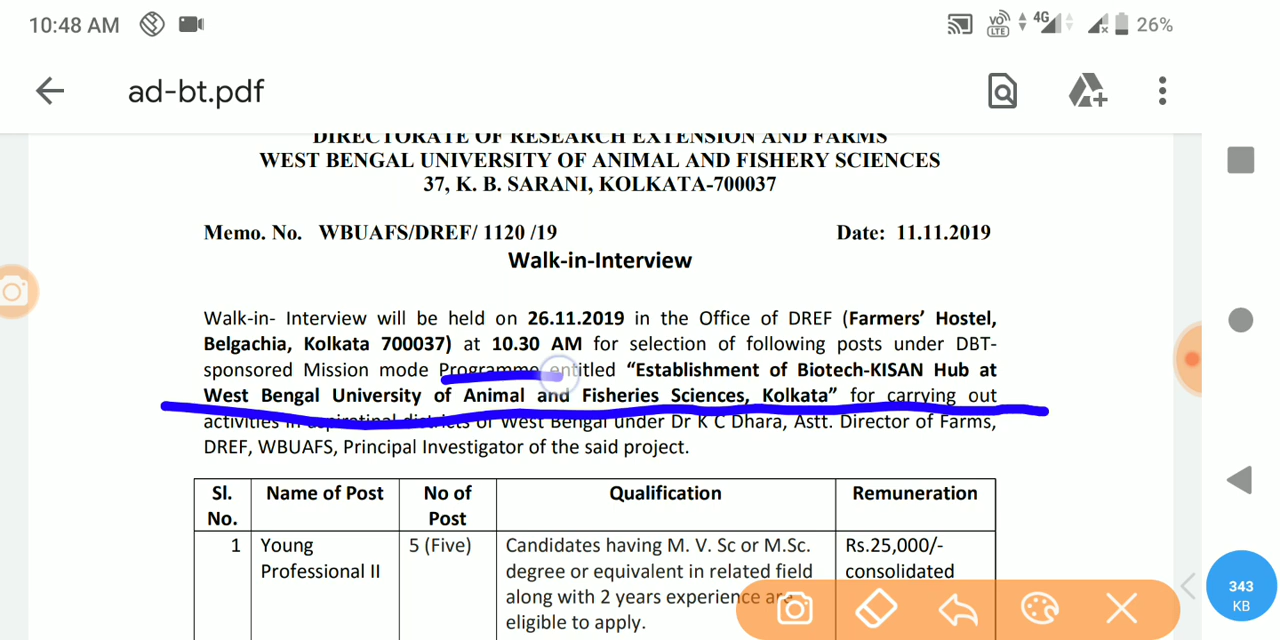 10:48 AM
VO LTE 4G 26%
ad-bt.pdf
DIRECTORATE OF RESEARCH EXTENSION AND FARMS
WEST BENGAL UNIVERSITY OF ANIMAL AND FISHERY SCIENCES
37, K. B. SARANI, KOLKATA-700037
Memo. No. WBUAFS/DREF/ 1120 /19 Date: 11.11.2019
Walk-in-Interview
Walk-in- Interview will be held on 26.11.2019 in the Office of DREF (Farmers’ Hostel,
Belgachia, Kolkata 700037) at 10.30 AM for selection of following posts under DBT-
sponsored Mission mode Programme entitled “Establishment of Biotech-KISAN Hub at
West Bengal University of Animal and Fisheries Sciences, Kolkata” for carrying out
activities in aspiratinal districts of West Bengal under Dr K C Dhara, Astt. Director of Farms,
DREF, WBUAFS, Principal Investigator of the said project.
Sl. No. Name of Post No of Post Qualification Remuneration
1 Young Professional II 5 (Five) Candidates having M. V. Sc or M.Sc. Rs.25,000/-
degree or equivalent in related field consolidated
along with 2 years experience are
eligible to apply.
343
KB